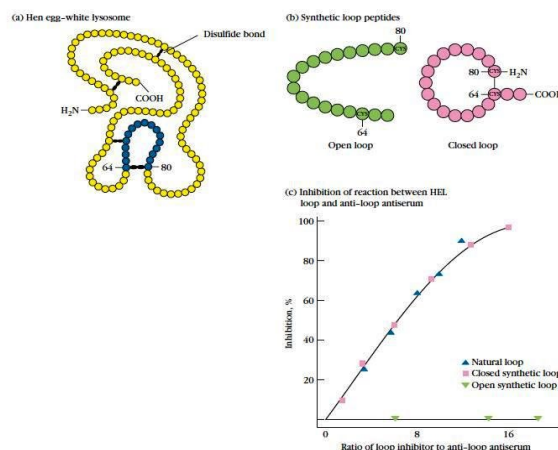 (a) Hen egg-white lysosome
Disulfide bond
COOH
H₂N
64
80
(b) Synthetic loop peptides
80
CYS
CYS
64
Open loop
80
CYS
H₂N
64
CYS
COOH
Closed loop
(c) Inhibition of reaction between HEL
loop and anti-loop antiserum
Inhibition, %
100
80
60
40
20
0
8
16
Natural loop
Closed synthetic loop
Open synthetic loop
Ratio of loop inhibitor to anti-loop antiserum